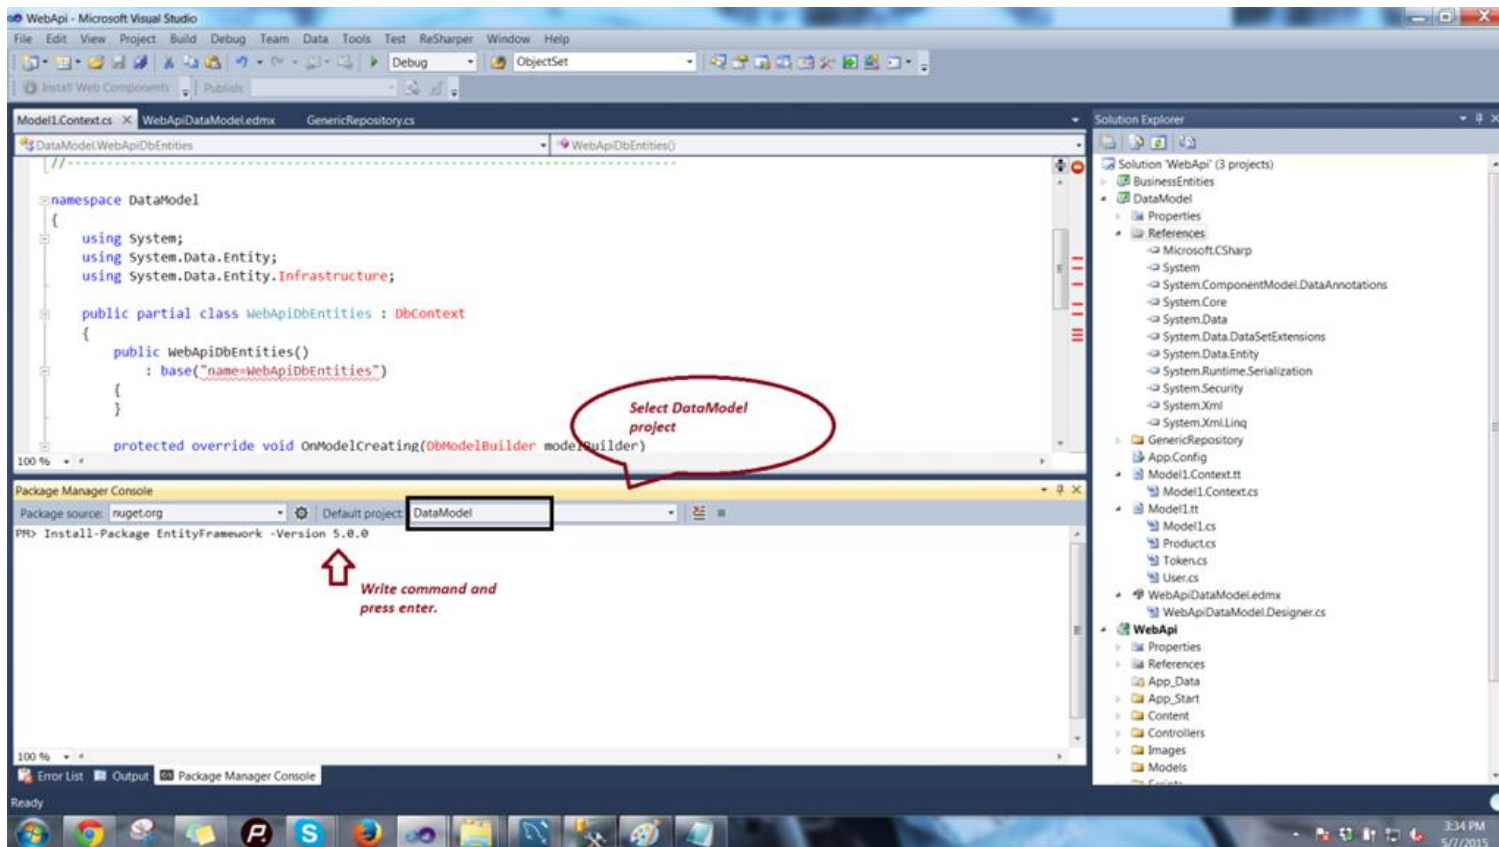 WebApi - Microsoft Visual Studio
File Edit View Project Build Debug Team Data Tools Test ReSharper Window Help
Debug ObjectSet
Install Web Components Publish:
Model1.Context.cs WebApiDataModel.edmx GenericRepository.cs
DataModel.WebApiDbEntities WebApiDbEntities()
//----------------------------------------------------------------------------
namespace DataModel
{
using System;
using System.Data.Entity;
using System.Data.Entity.Infrastructure;
public partial class WebApiDbEntities : DbContext
{
public WebApiDbEntities()
: base("name=WebApiDbEntities")
{
}
protected override void OnModelCreating(DbModelBuilder modelBuilder)
100 %
Select DataModel
project
Package Manager Console
Package source: nuget.org Default project: DataModel
PM> Install-Package EntityFramework -Version 5.0.0
Write command and
press enter.
100 %
Error List Output Package Manager Console
Ready
Solution Explorer
Solution 'WebApi' (3 projects)
BusinessEntities
DataModel
Properties
References
Microsoft.CSharp
System
System.ComponentModel.DataAnnotations
System.Core
System.Data
System.Data.DataSetExtensions
System.Data.Entity
System.Runtime.Serialization
System.Security
System.Xml
System.Xml.Linq
GenericRepository
App.Config
Model1.Context.tt
Model1.Context.cs
Model1.tt
Model1.cs
Product.cs
Token.cs
User.cs
WebApiDataModel.edmx
WebApiDataModel.Designer.cs
WebApi
Properties
References
App_Data
App_Start
Content
Controllers
Images
Models
3:34 PM
5/7/2015